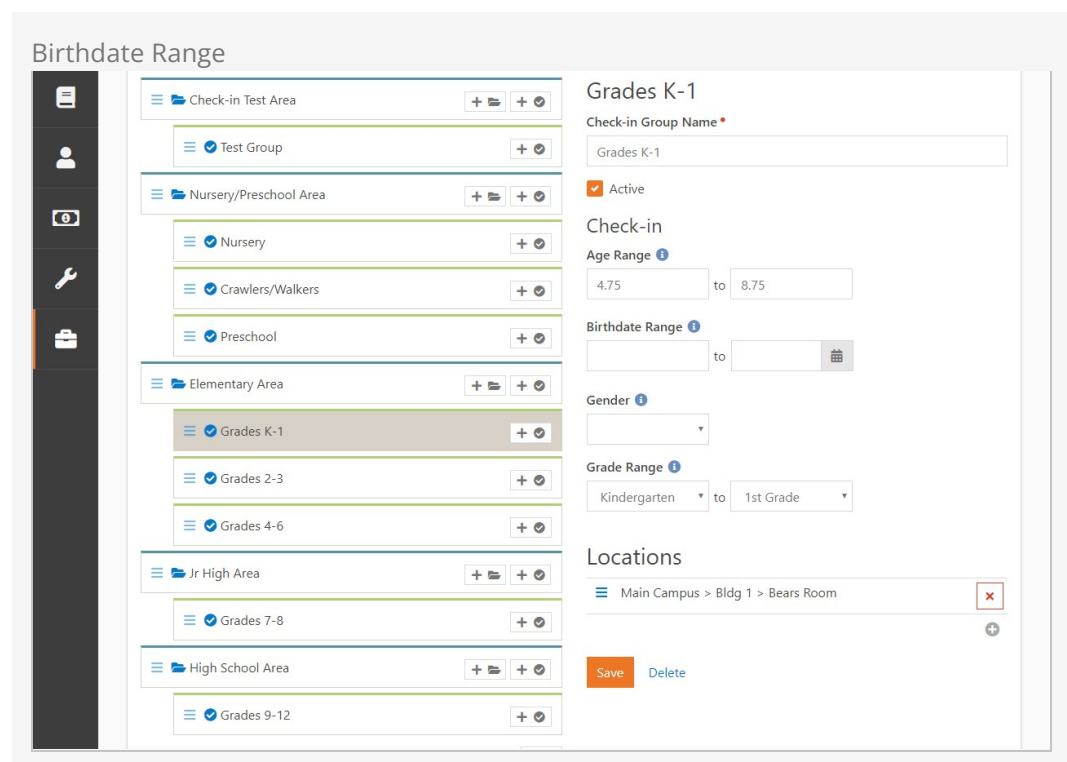 Birthdate Range
Check-in Test Area
Test Group
Nursery/Preschool Area
Nursery
Crawlers/Walkers
Preschool
Elementary Area
Grades K-1
Grades 2-3
Grades 4-6
Jr High Area
Grades 7-8
High School Area
Grades 9-12
Grades K-1
Check-in Group Name
Grades K-1
Active
Check-in
Age Range
4.75 to 8.75
Birthdate Range
to
Gender
Grade Range
Kindergarten to 1st Grade
Locations
Main Campus > Bldg 1 > Bears Room
Save Delete